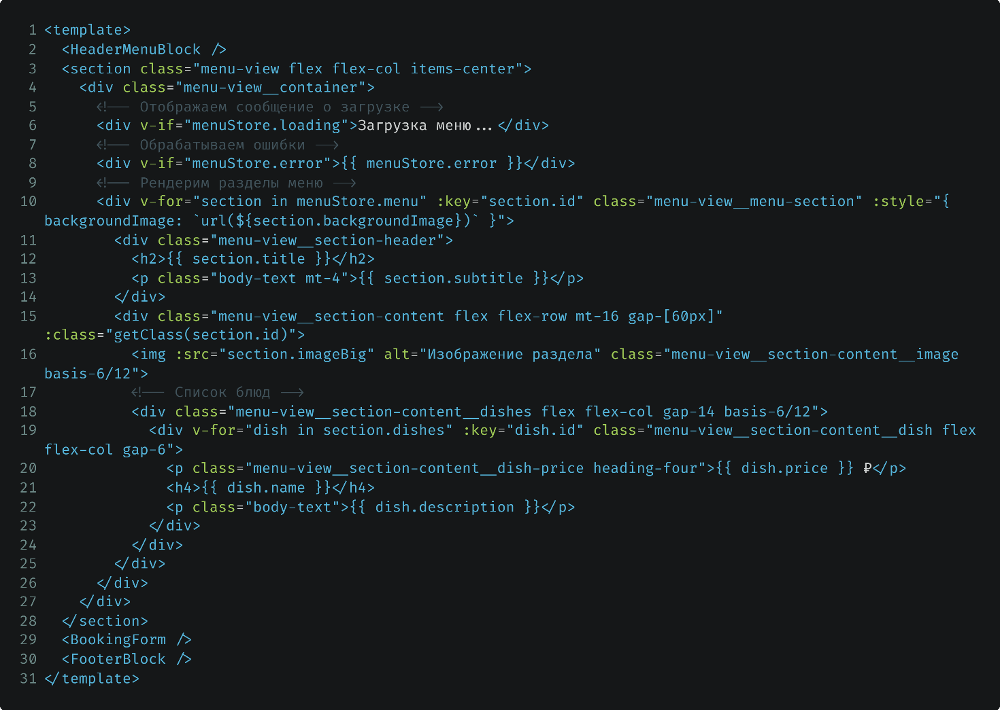 1 <template>
2   <HeaderMenuBlock />
3   <section class="menu-view flex flex-col items-center">
4     <div class="menu-view__container">
5       <!-- Отображаем сообщение о загрузке -->
6       <div v-if="menuStore.loading">Загрузка меню...</div>
7       <!-- Обрабатываем ошибки -->
8       <div v-if="menuStore.error">{{ menuStore.error }}</div>
9       <!-- Рендерим разделы меню -->
10       <div v-for="section in menuStore.menu" :key="section.id" class="menu-view__menu-section" :style="{
backgroundImage: `url(${section.backgroundImage})` }">
11         <div class="menu-view__section-header">
12           <h2>{{ section.title }}</h2>
13           <p class="body-text mt-4">{{ section.subtitle }}</p>
14         </div>
15         <div class="menu-view__section-content flex flex-row mt-16 gap-[60px]"
:class="getClass(section.id)">
16           <img :src="section.imageBig" alt="Изображение раздела" class="menu-view__section-content__image
basis-6/12">
17           <!-- Список блюд -->
18           <div class="menu-view__section-content__dishes flex flex-col gap-14 basis-6/12">
19             <div v-for="dish in section.dishes" :key="dish.id" class="menu-view__section-content__dish flex
flex-col gap-6">
20               <p class="menu-view__section-content__dish-price heading-four">{{ dish.price }} ₽</p>
21               <h4>{{ dish.name }}</h4>
22               <p class="body-text">{{ dish.description }}</p>
23             </div>
24           </div>
25         </div>
26       </div>
27     </div>
28   </section>
29   <BookingForm />
30   <FooterBlock />
31 </template>